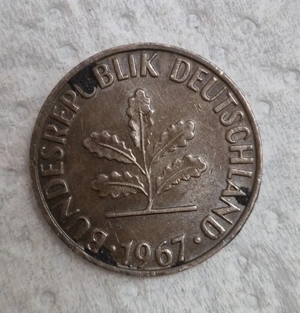 BUNDESREPUBLIK DEUTSCHLAND
· 1967 ·